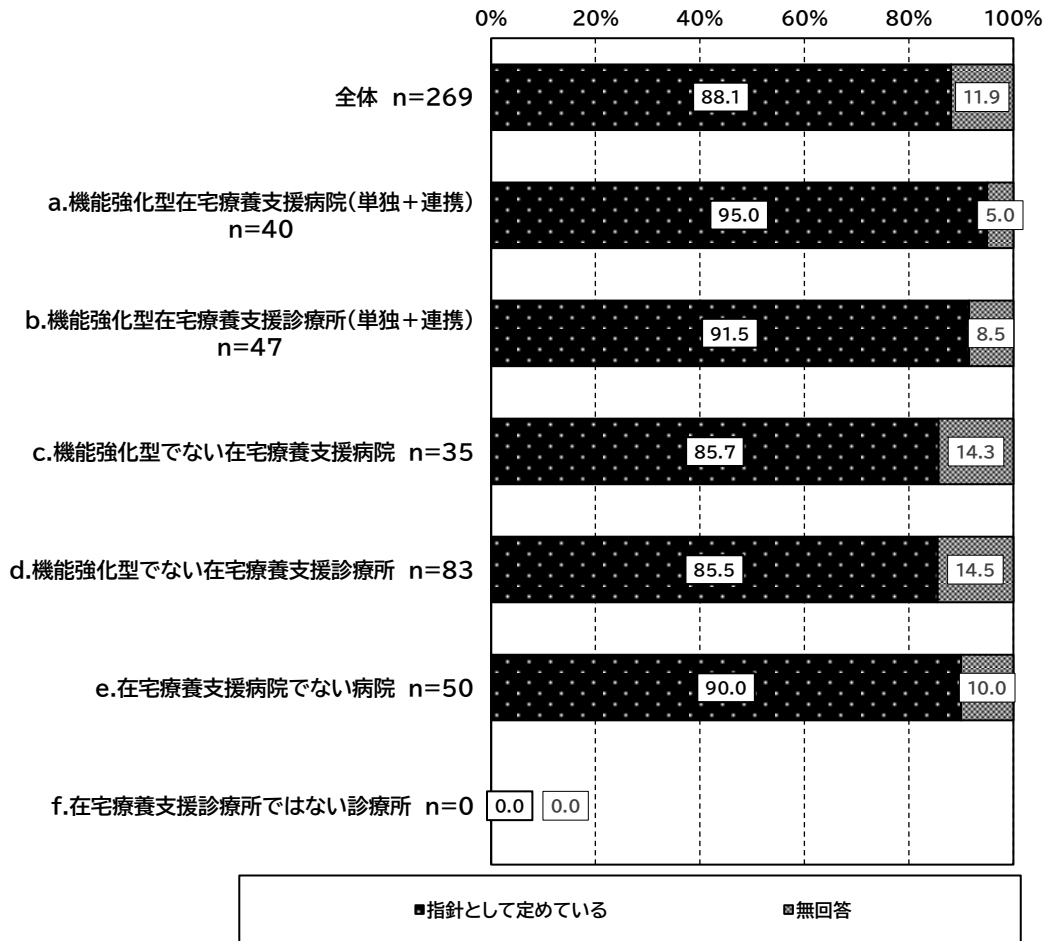 0% 20% 40% 60% 80% 100%
全体 n=269 88.1 11.9
a.機能強化型在宅療養支援病院(単独+連携)
n=40 95.0 5.0
b.機能強化型在宅療養支援診療所(単独+連携)
n=47 91.5 8.5
c.機能強化型でない在宅療養支援病院 n=35 85.7 14.3
d.機能強化型でない在宅療養支援診療所 n=83 85.5 14.5
e.在宅療養支援病院でない病院 n=50 90.0 10.0
f.在宅療養支援診療所ではない診療所 n=0 0.0 0.0
指針として定めている 無回答